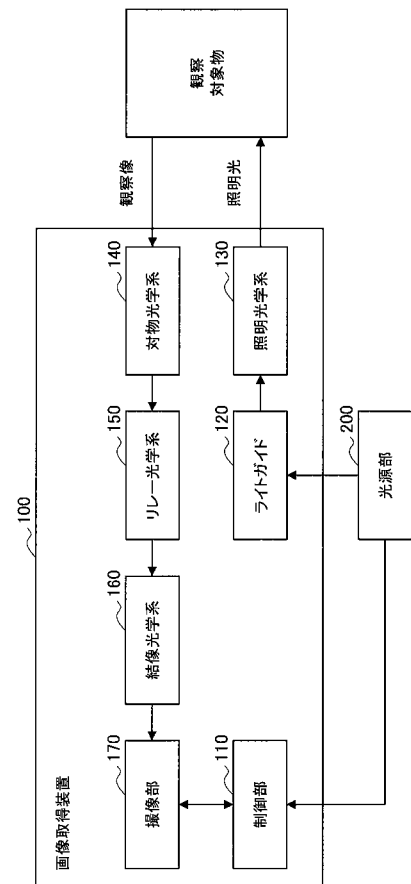 画像取得装置
100
170
撮像部
160
結像光学系
150
リレー光学系
140
対物光学系
観察像
観察
対象物
110
制御部
120
ライトガイド
130
照明光学系
照明光
200
光源部